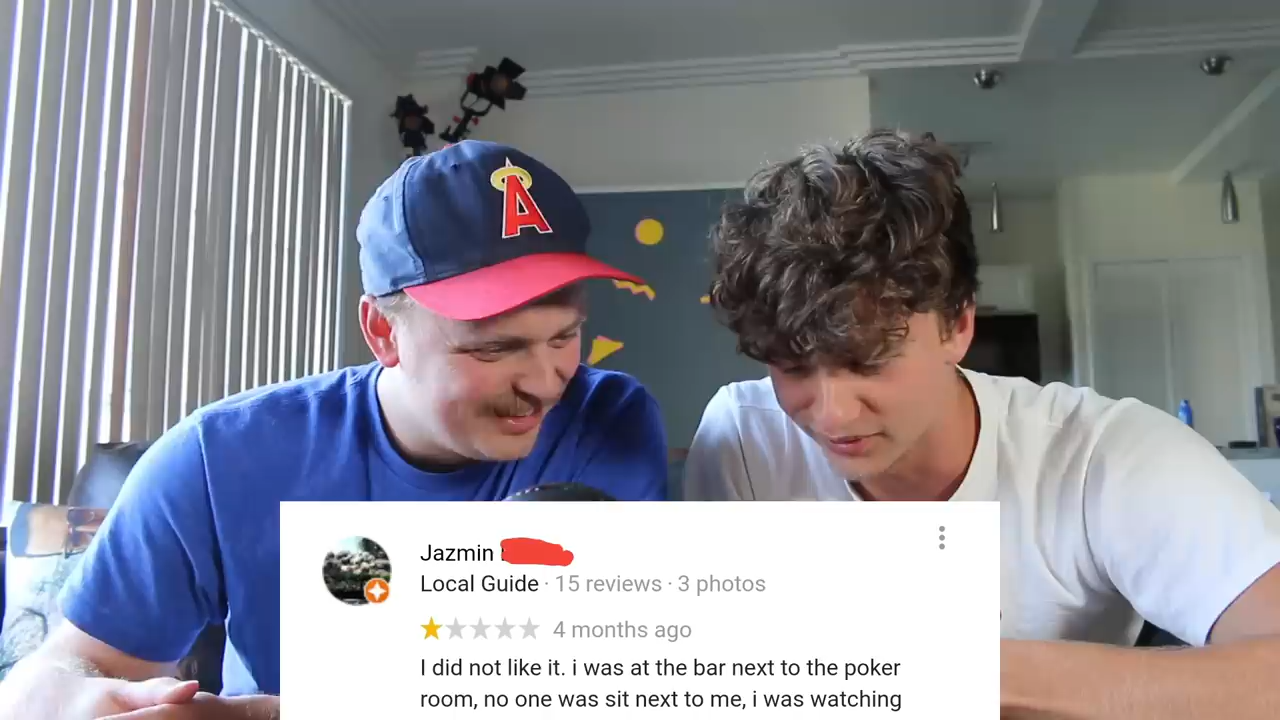 A
Jazmin
Local Guide · 15 reviews · 3 photos
4 months ago
I did not like it. i was at the bar next to the poker
room, no one was sit next to me, i was watching